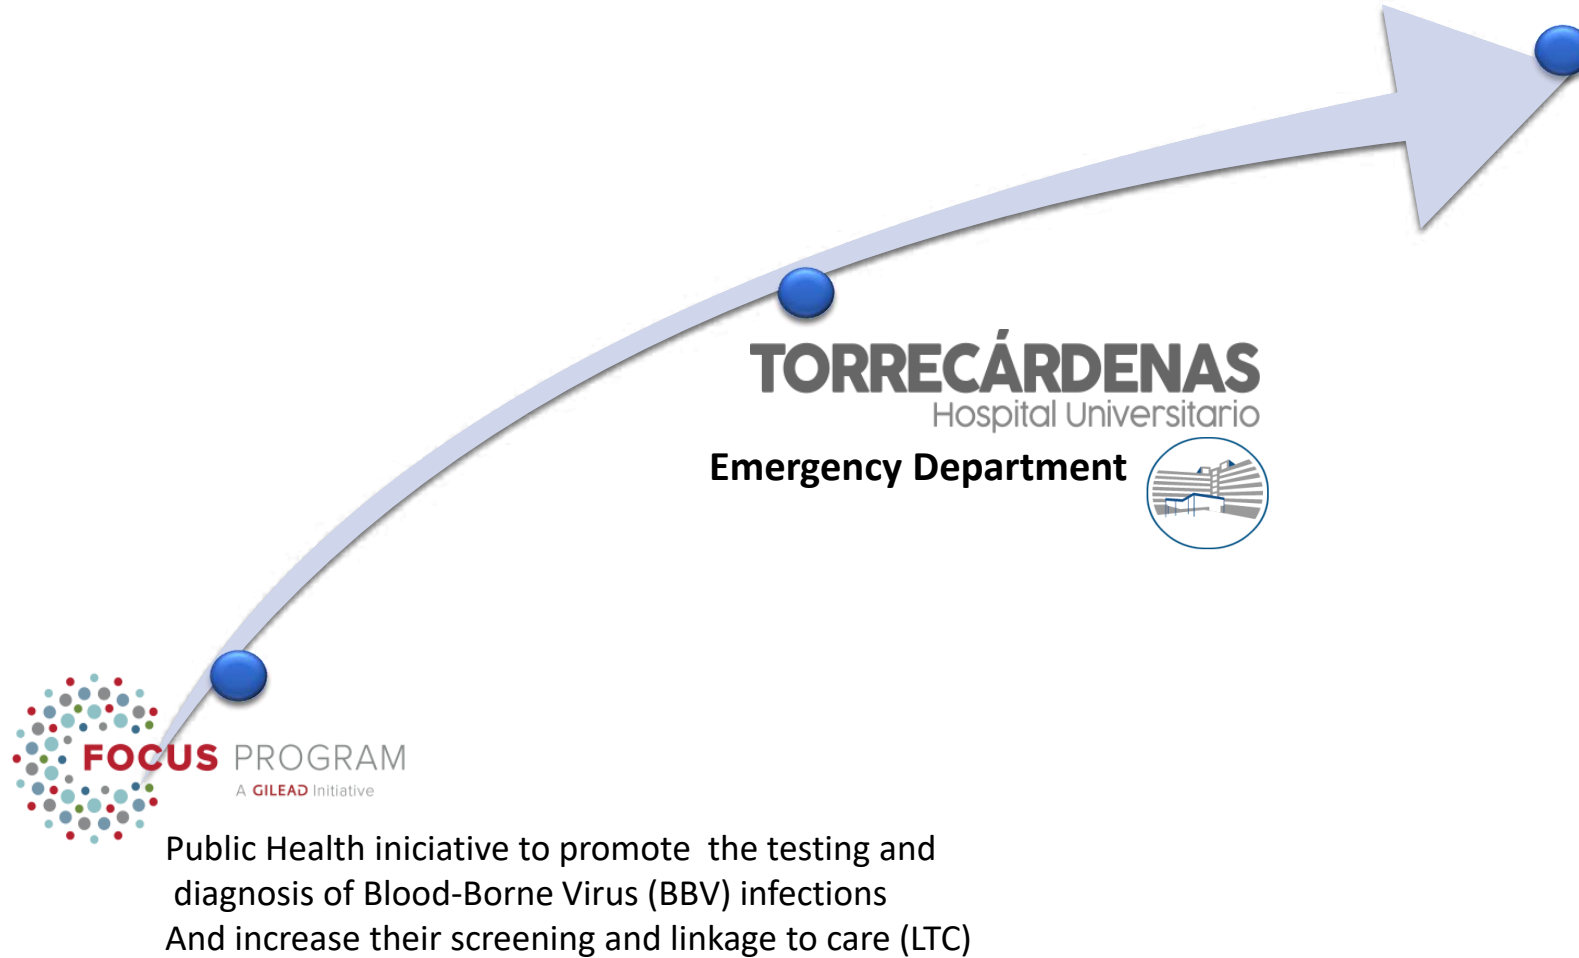 TORRECÁRDENAS
Hospital Universitario
Emergency Department
FOCUS PROGRAM
A GILEAD Initiative
Public Health iniciative to promote the testing and
diagnosis of Blood-Borne Virus (BBV) infections
And increase their screening and linkage to care (LTC)